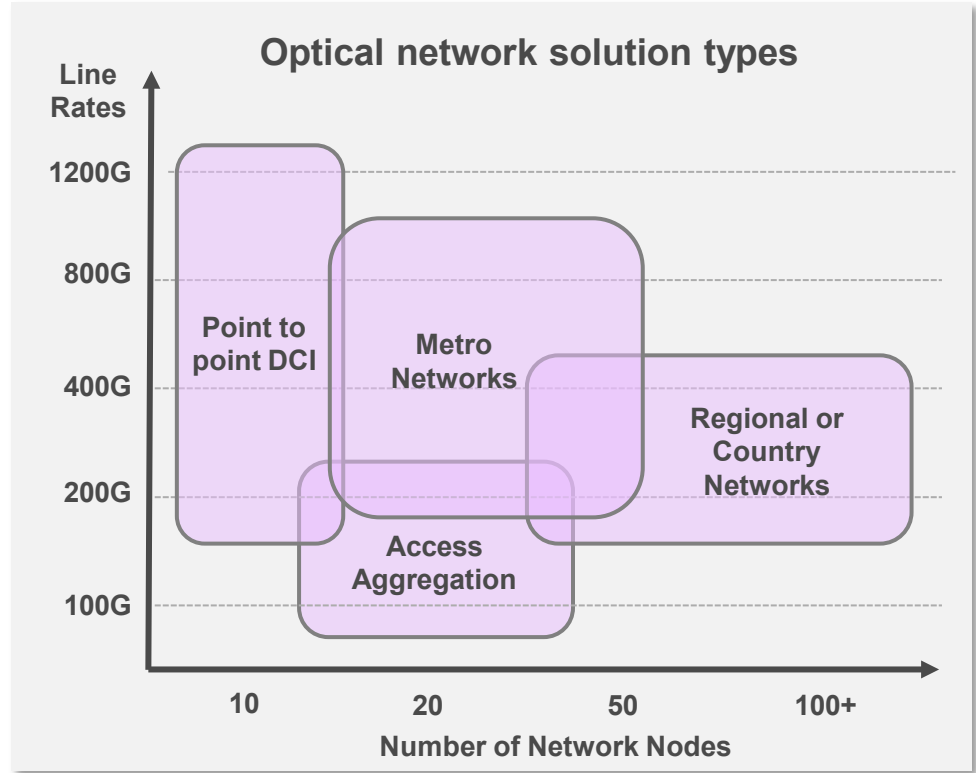 Optical network solution types
Line
Rates
1200G
800G
400G
200G
100G
Point to
point DCI
Metro
Networks
Regional or
Country
Networks
Access
Aggregation
10
20
50
100+
Number of Network Nodes